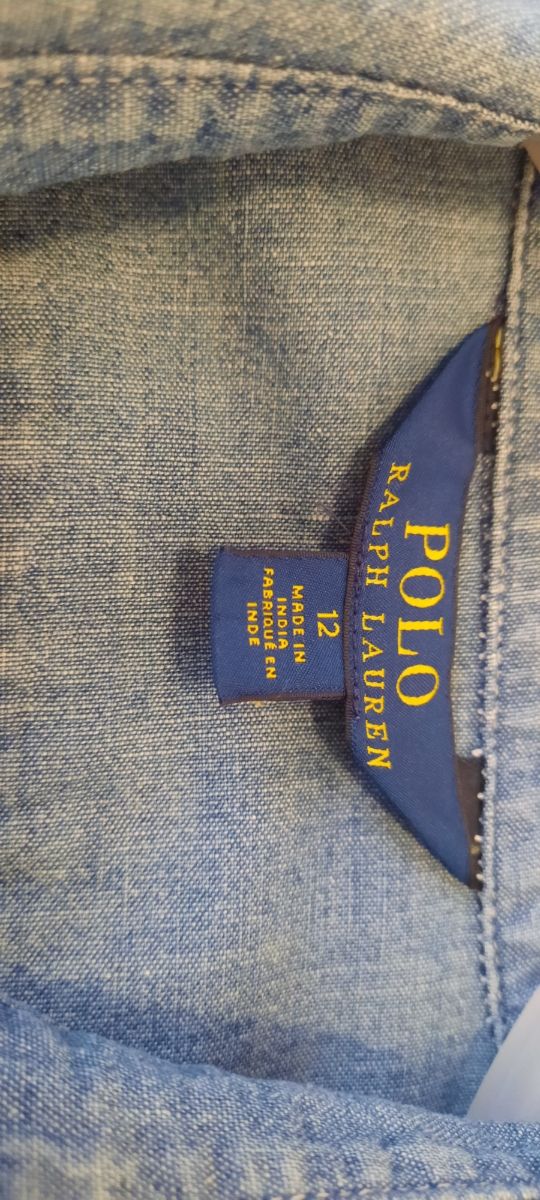 POLO
RALPH LAUREN
12
MADE IN
INDIA
FABRIQUÉ EN
INDE